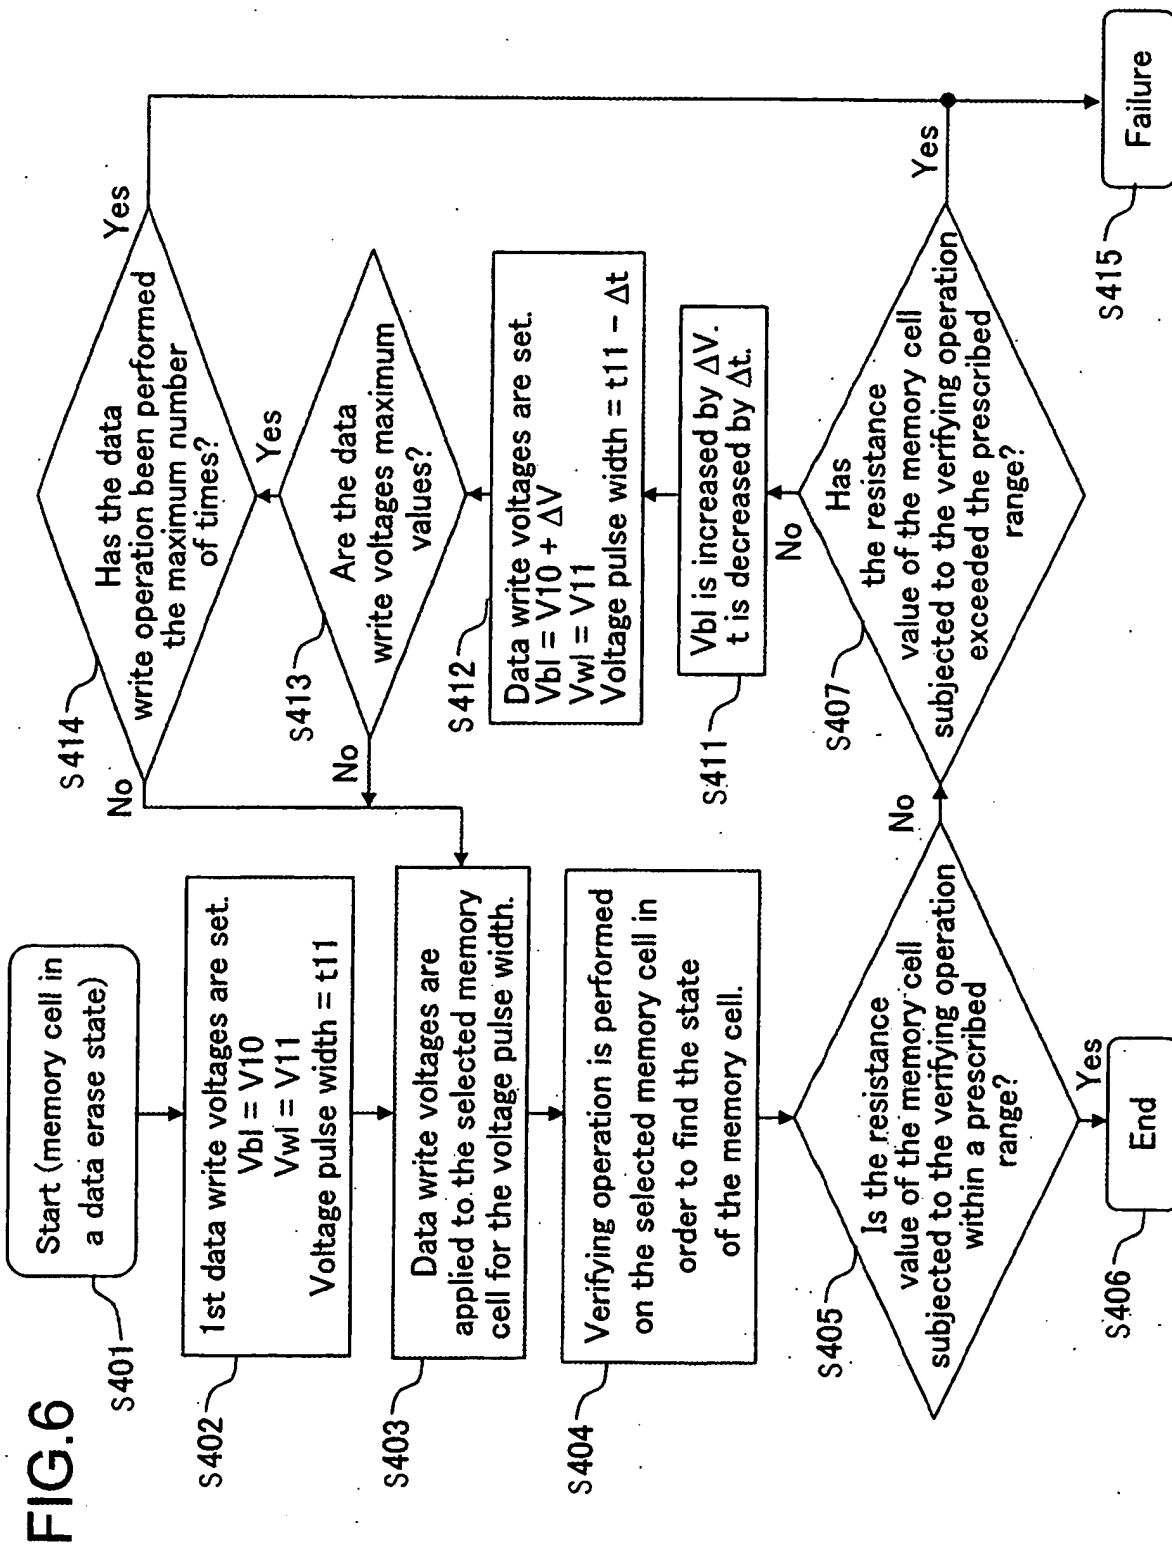 FIG.6
S401
Start (memory cell in
a data erase state)
S402
1st data write voltages are set.
Vbl = V10
Vwl = V11
Voltage pulse width = t11
S403
Data write voltages are
applied to the selected memory
cell for the voltage pulse width.
S404
Verifying operation is performed
on the selected memory cell in
order to find the state
of the memory cell.
S405
Is the resistance
value of the memory cell
subjected to the verifying operation
within a prescribed
range?
Yes
No
S406
End
S407
Has
the resistance
value of the memory cell
subjected to the verifying operation
exceeded the prescribed
range?
No
Yes
S411
Vbl is increased by ΔV.
t is decreased by Δt.
S412
Data write voltages are set.
Vbl = V10 + ΔV
Vwl = V11
Voltage pulse width = t11 - Δt
S413
Are the data
write voltages maximum
values?
No
Yes
S414
Has the data
write operation been performed
the maximum number
of times?
No
Yes
S415
Failure